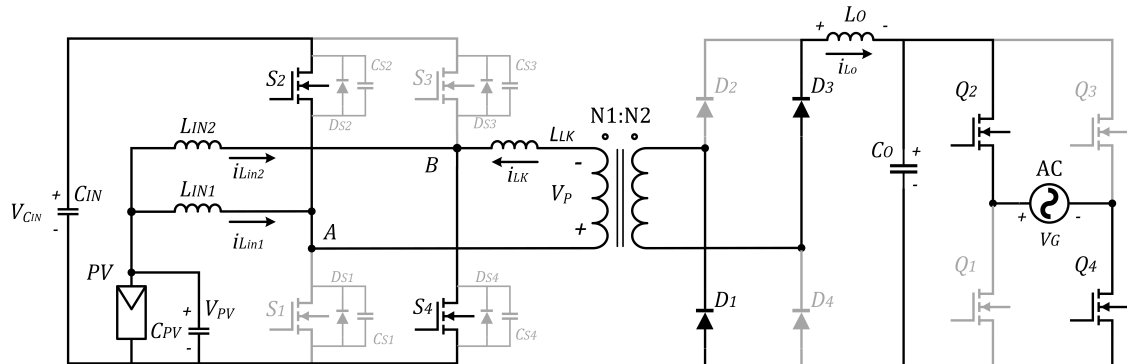 + LO -
iLo
S2
CS2
DS2
S3
CS3
DS3
D2
D3
Q2
Q3
N1:N2
LIN2
iLin2
B
LLK
iLK
-
VP
+
+
CIN
VCIN
-
LIN1
iLin1
A
CO
+
-
AC
+ -
VG
PV
CPV
+
VPV
-
S1
DS1
CS1
S4
DS4
CS4
D1
D4
Q1
Q4